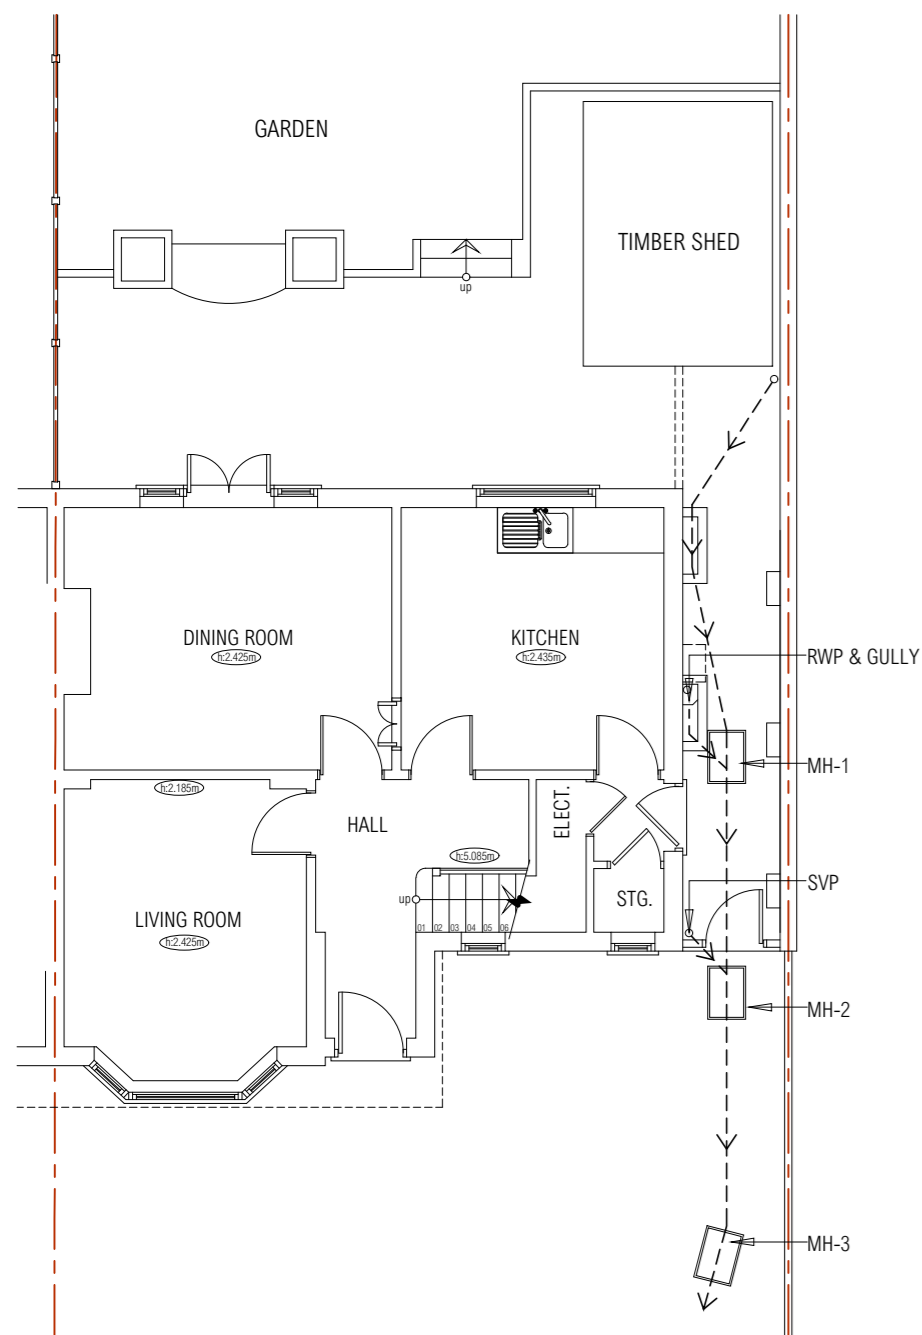 GARDEN
TIMBER SHED
up
DINING ROOM
h:2.425m
KITCHEN
h:2.435m
RWP & GULLY
MH-1
h:2.185m
HALL
ELECT.
h:5.085m
SVP
STG.
up
LIVING ROOM
h:2.425m
01 02 03 04 05 06
MH-2
MH-3